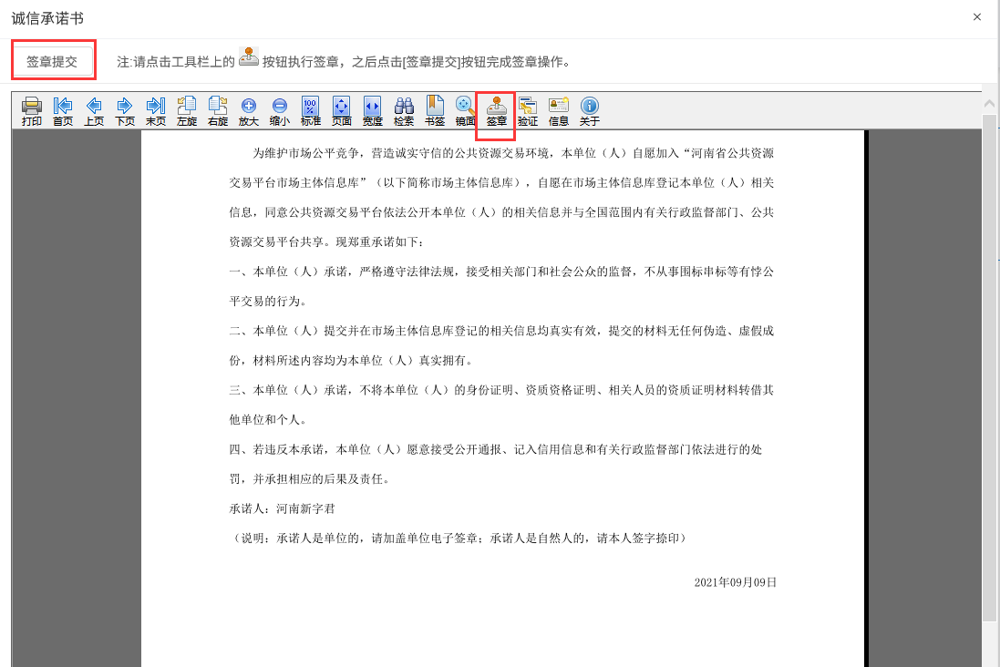 诚信承诺书
×
签章提交
注:请点击工具栏上的 按钮执行签章，之后点击[签章提交]按钮完成签章操作。
打印 首页 上页 下页 末页 左旋 右旋 放大 缩小 标准 页面 宽度 检索 书签 镜面 签章 验证 信息 关于
为维护市场公平竞争，营造诚实守信的公共资源交易环境，本单位（人）自愿加入“河南省公共资源
交易平台市场主体信息库”（以下简称市场主体信息库），自愿在市场主体信息库登记本单位（人）相关
信息，同意公共资源交易平台依法公开本单位（人）的相关信息并与全国范围内有关行政监督部门、公共
资源交易平台共享。现郑重承诺如下：
一、本单位（人）承诺，严格遵守法律法规，接受相关部门和社会公众的监督，不从事围标串标等有悖公
平交易的行为。
二、本单位（人）提交并在市场主体信息库登记的相关信息均真实有效，提交的材料无任何伪造、虚假成
份，材料所述内容均为本单位（人）真实拥有。
三、本单位（人）承诺，不将本单位（人）的身份证明、资质资格证明、相关人员的资质证明材料转借其
他单位和个人。
四、若违反本承诺，本单位（人）愿意接受公开通报、记入信用信息和有关行政监督部门依法进行的处
罚，并承担相应的后果及责任。
承诺人：河南新字君
（说明：承诺人是单位的，请加盖单位电子签章；承诺人是自然人的，请本人签字捺印）
2021年09月09日